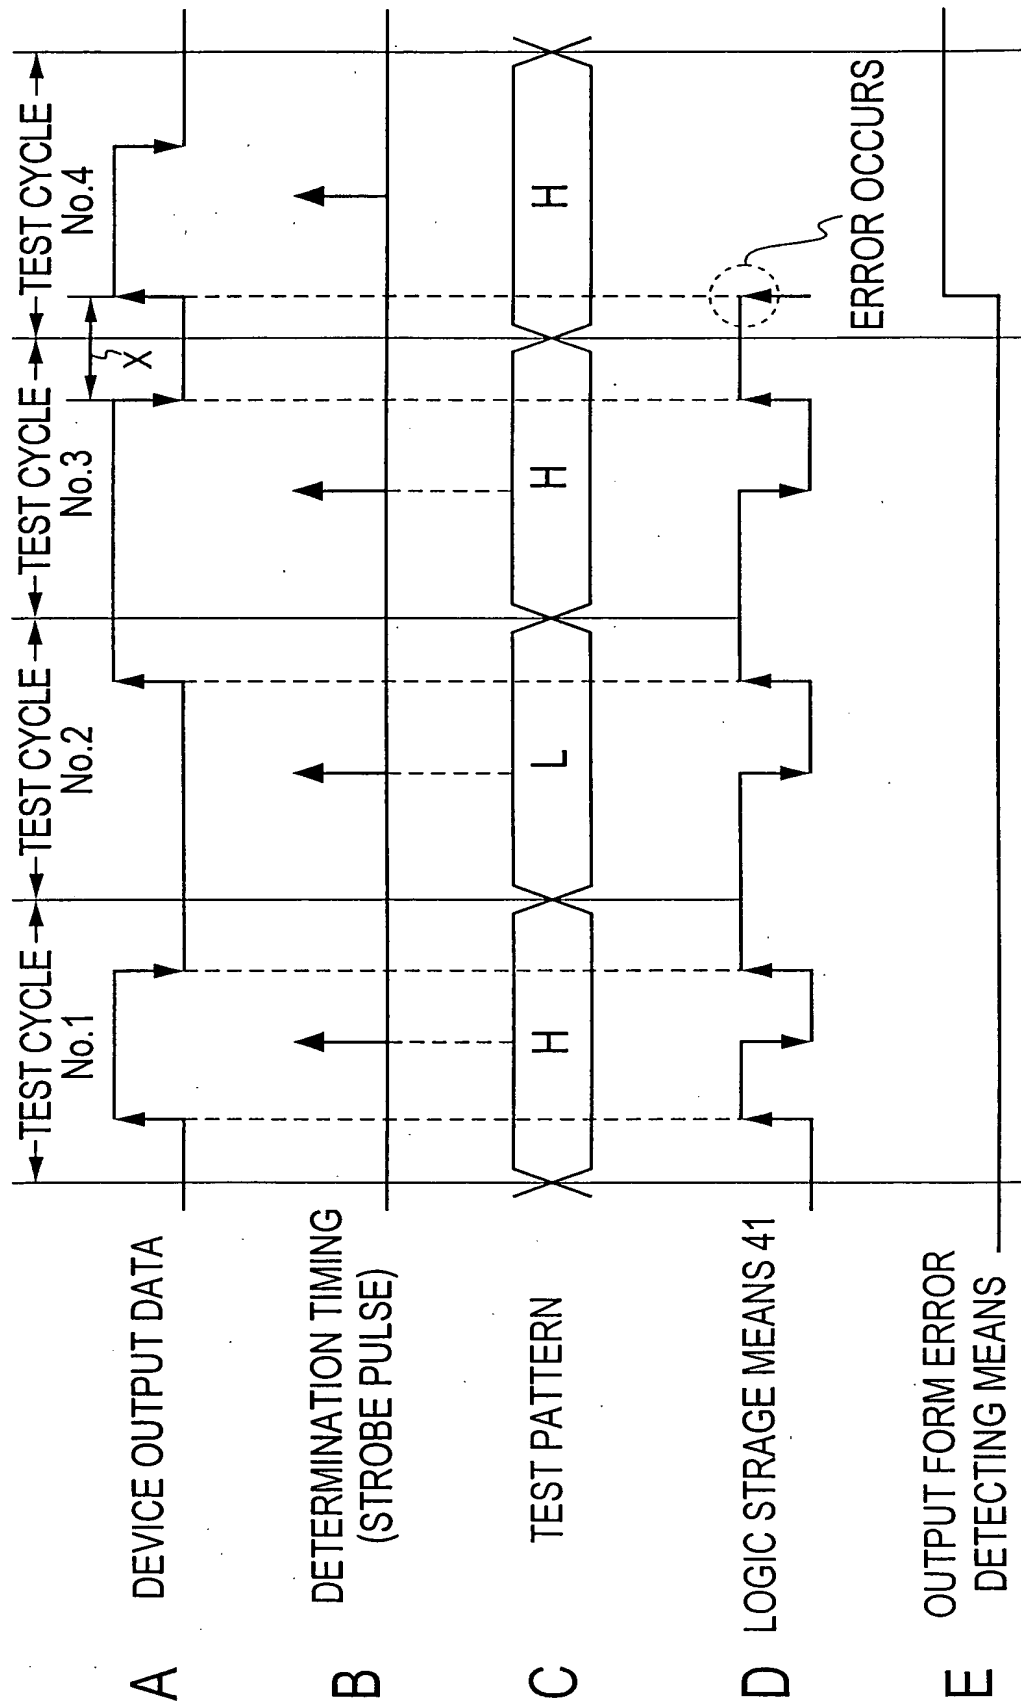 TEST CYCLE
No.1
TEST CYCLE
No.2
TEST CYCLE
No.3
TEST CYCLE
No.4
X
A DEVICE OUTPUT DATA
B DETERMINATION TIMING
(STROBE PULSE)
C TEST PATTERN
H L H H
D LOGIC STRAGE MEANS 41
ERROR OCCURS
E OUTPUT FORM ERROR
DETECTING MEANS